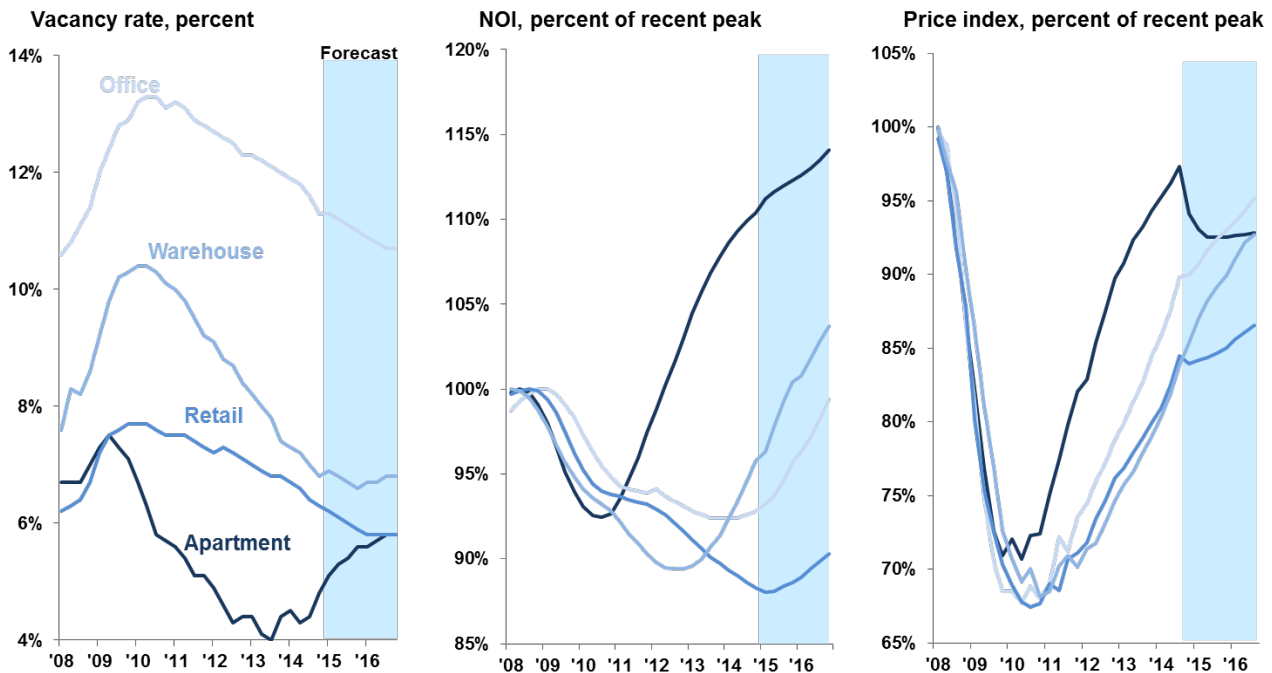 Vacancy rate, percent
Forecast
14%
12%
10%
8%
6%
4%
Office
Warehouse
Retail
Apartment
'08 '09 '10 '11 '12 '13 '14 '15 '16
NOI, percent of recent peak
120%
115%
110%
105%
100%
95%
90%
85%
'08 '09 '10 '11 '12 '13 '14 '15 '16
Price index, percent of recent peak
105%
100%
95%
90%
85%
80%
75%
70%
65%
'08 '09 '10 '11 '12 '13 '14 '15 '16